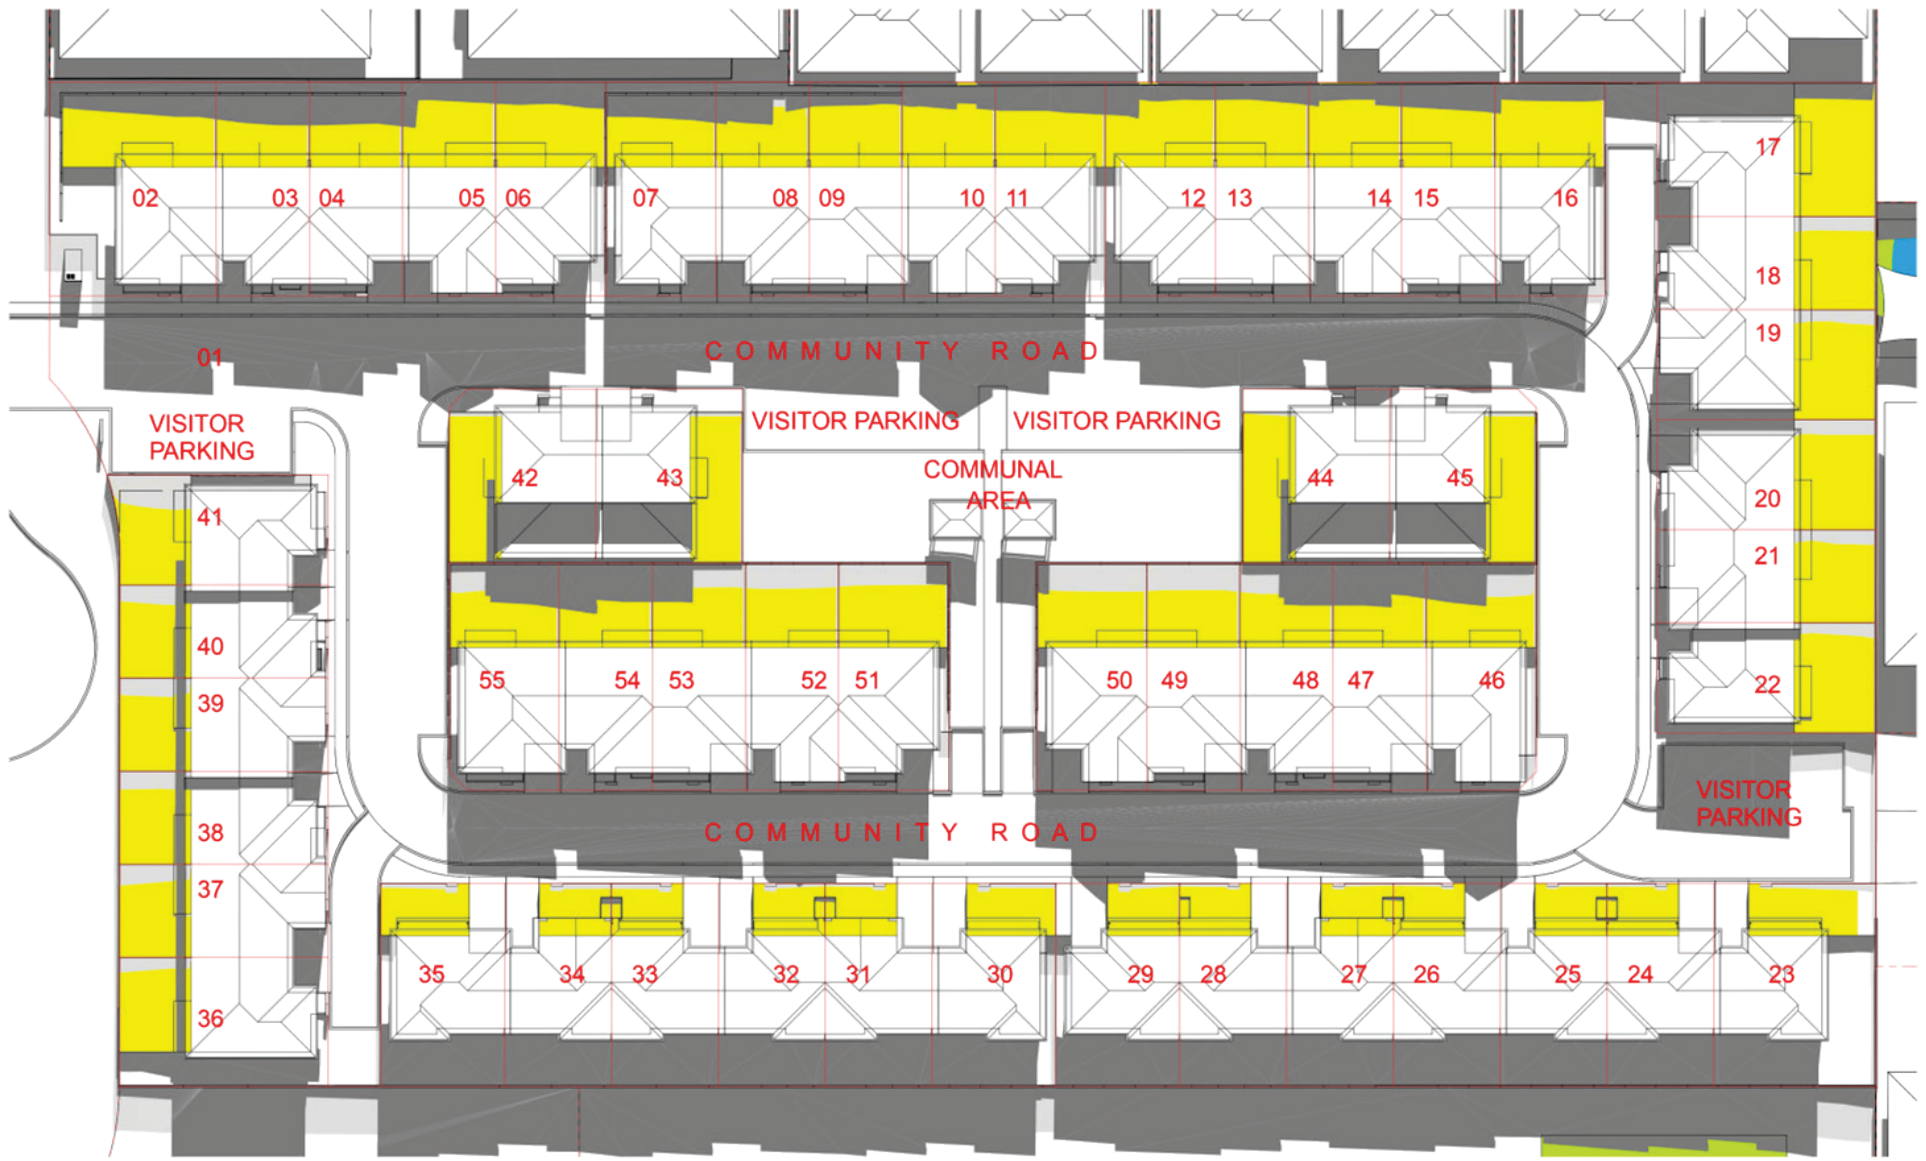 17
02 03 04 05 06 07 08 09 10 11 12 13 14 15 16
18
19
COMMUNITY ROAD
01
VISITOR
PARKING
VISITOR PARKING VISITOR PARKING
COMMUNAL
AREA
42 43 44 45
20
41
21
40
39
55 54 53 52 51 50 49 48 47 46
22
VISITOR
PARKING
38
COMMUNITY ROAD
37
35 34 33 32 31 30 29 28 27 26 25 24 23
36